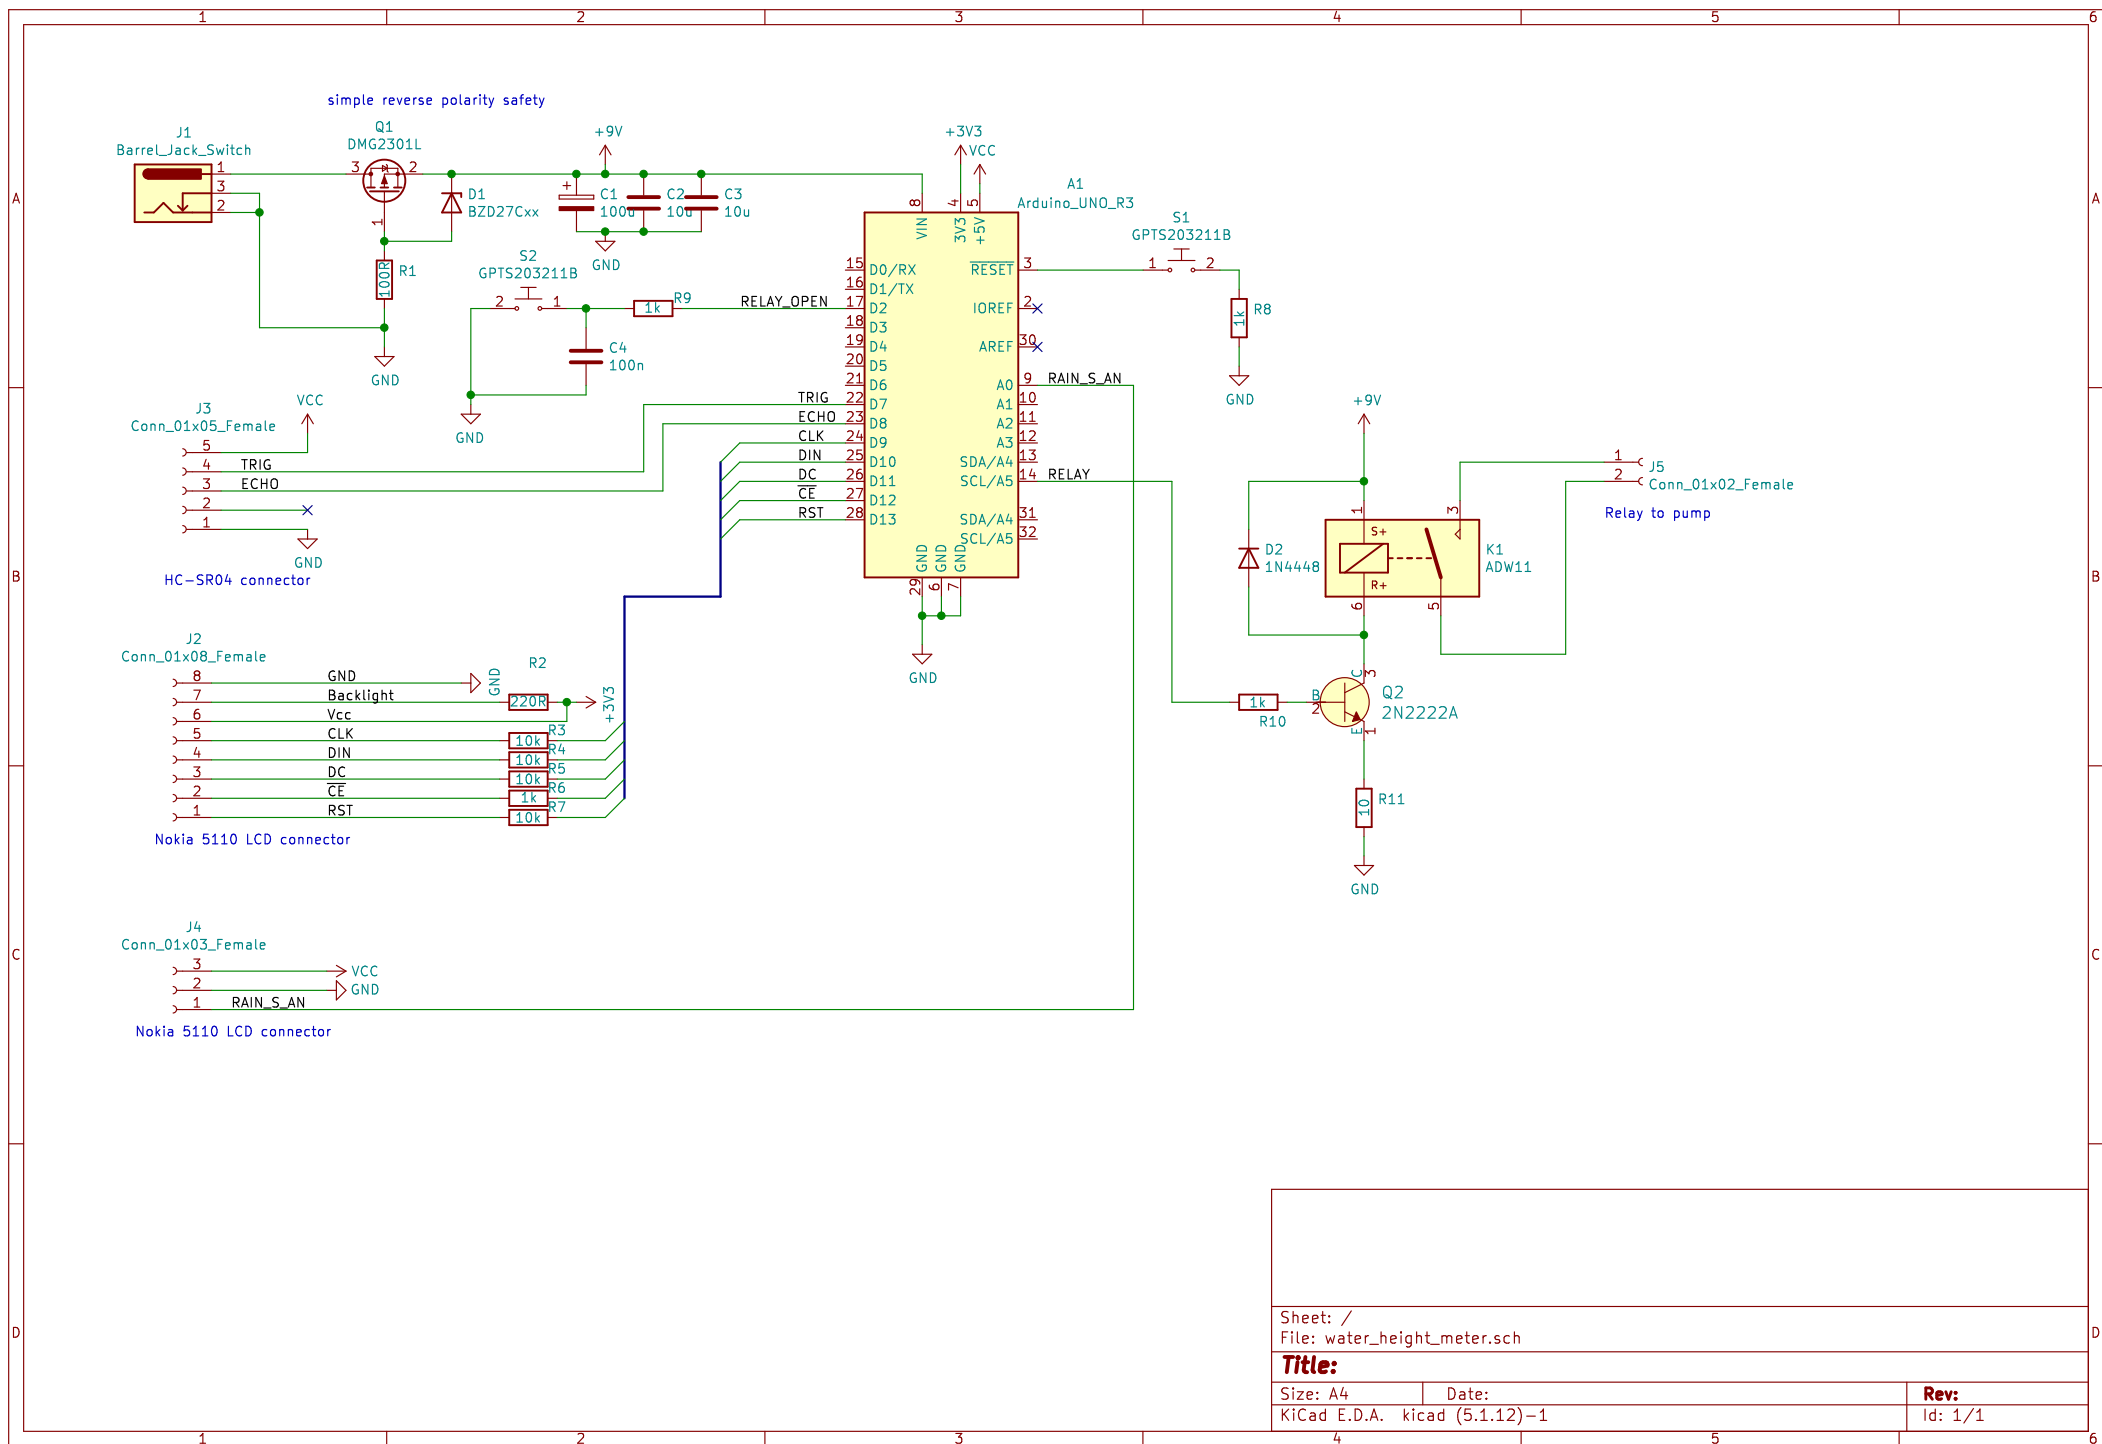 1 2 3 4 5 6
simple reverse polarity safety
J1
Barrel_Jack_Switch
1
3
2
Q1
DMG2301L
3
2
1
D1
BZD27Cxx
R1
100R
GND
+9V
+
C1
100u
C2
10u
C3
10u
GND
S2
GPTS203211B
2
1
R9
1k
RELAY_OPEN
C4
100n
GND
+3V3
VCC
A1
Arduino_UNO_R3
8
4
5
VIN
3V3
+5V
15 D0/RX
16 D1/TX
17 D2
18 D3
19 D4
20 D5
21 D6
22 D7
23 D8
24 D9
25 D10
26 D11
27 D12
28 D13
RESET 3
IOREF 2
AREF 30
A0 9
A1 10
A2 11
A3 12
SDA/A4 13
SCL/A5 14
SDA/A4 31
SCL/A5 32
GND
GND
GND
29
6
7
GND
S1
GPTS203211B
1
2
R8
1k
GND
RAIN_S_AN
RELAY
TRIG
ECHO
CLK
DIN
DC
CE
RST
J3
Conn_01x05_Female
5
4
3
2
1
VCC
TRIG
ECHO
GND
HC-SR04 connector
J2
Conn_01x08_Female
8 GND
7 Backlight
6 Vcc
5 CLK
4 DIN
3 DC
2 CE
1 RST
GND
R2
220R
+3V3
R3
10k
R4
10k
R5
10k
R6
1k
R7
10k
Nokia 5110 LCD connector
J4
Conn_01x03_Female
3
2
1
VCC
GND
RAIN_S_AN
Nokia 5110 LCD connector
+9V
D2
1N4448
1
3
S+
R+
6
5
K1
ADW11
1
2
J5
Conn_01x02_Female
Relay to pump
1k
R10
B
2
C
3
E
1
Q2
2N2222A
10
R11
GND
A
B
C
D
A
B
C
D
Sheet: /
File: water_height_meter.sch
Title:
Size: A4 Date: Rev:
KiCad E.D.A. kicad (5.1.12)-1 Id: 1/1
1 2 3 4 5 6